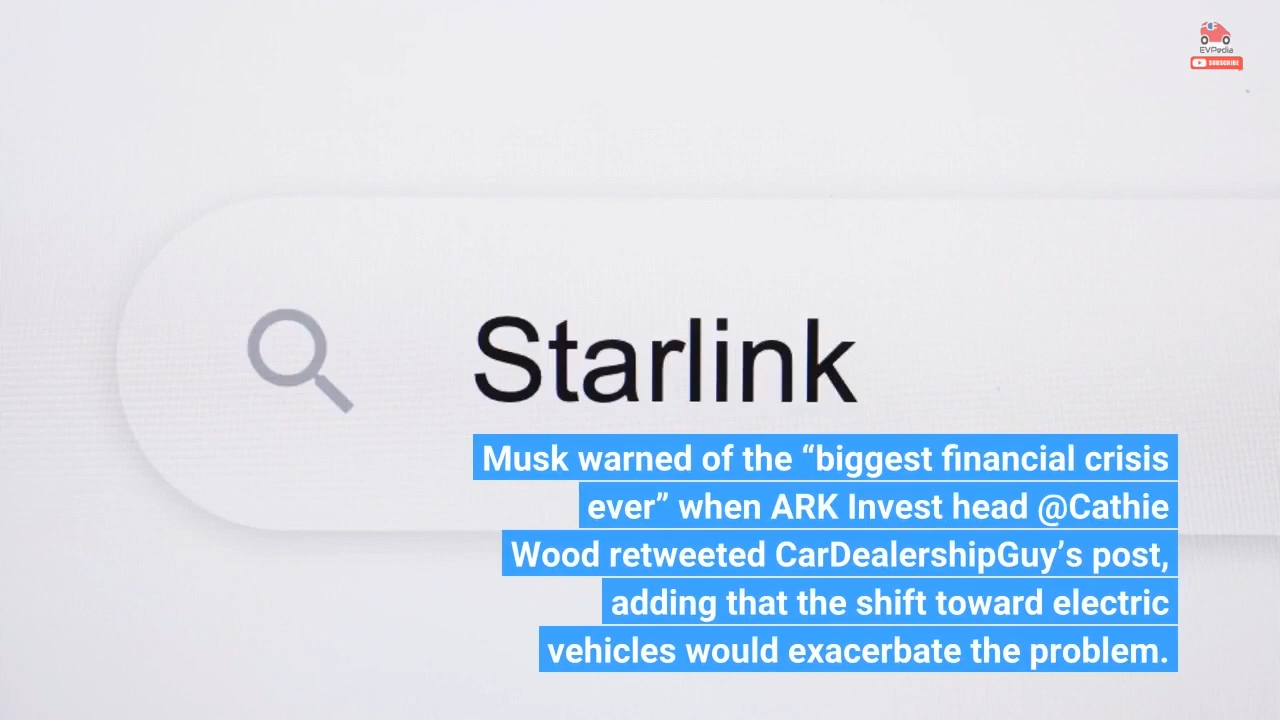 EVPedia
SUBSCRIBE
Starlink
Musk warned of the “biggest financial crisis
ever” when ARK Invest head @Cathie
Wood retweeted CarDealershipGuy’s post,
adding that the shift toward electric
vehicles would exacerbate the problem.